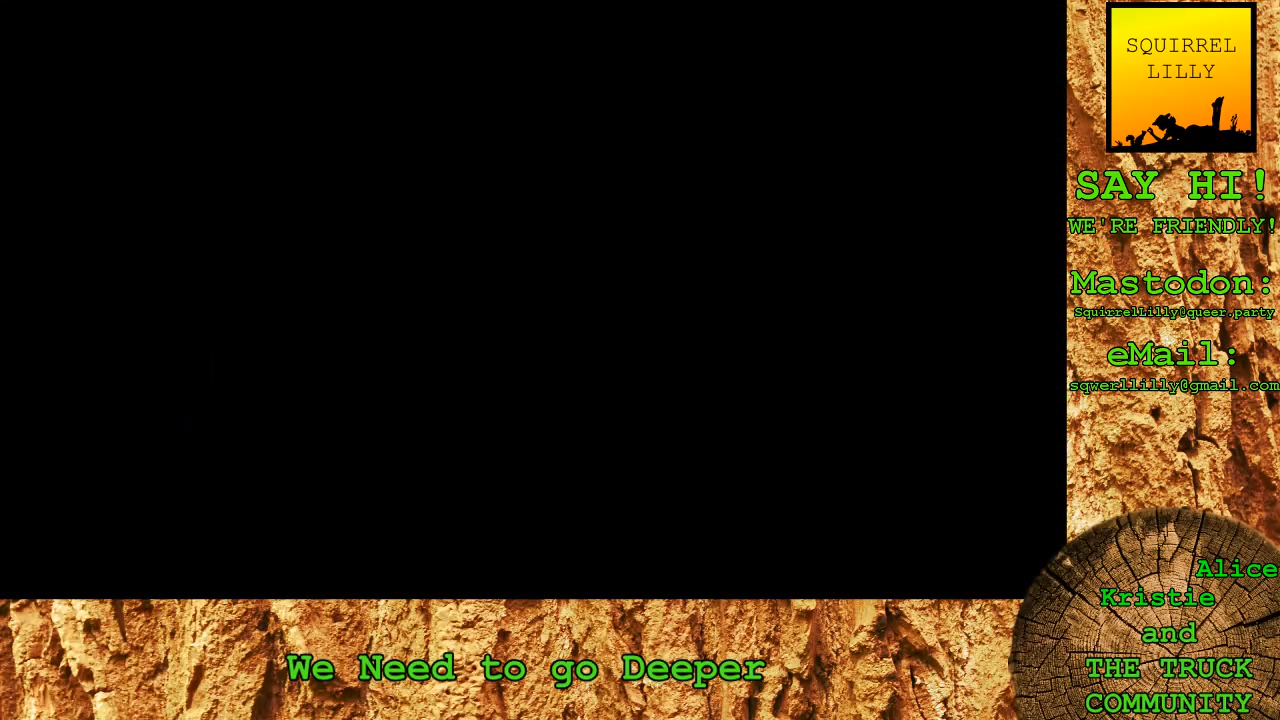 SQUIRREL
LILLY
SAY HI!
WE'RE FRIENDLY!
Mastodon:
SquirrelLilly@queer.party
eMail:
sqwerllilly@gmail.com
Alice
Kristie
and
THE TRUCK
COMMUNITY
We Need to go Deeper